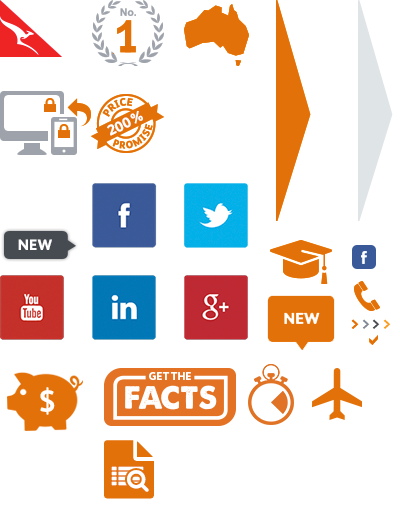 No.
1
PRICE
200%
PROMISE
f
NEW
f
You
Tube
in
g+
NEW
$
GET THE
FACTS